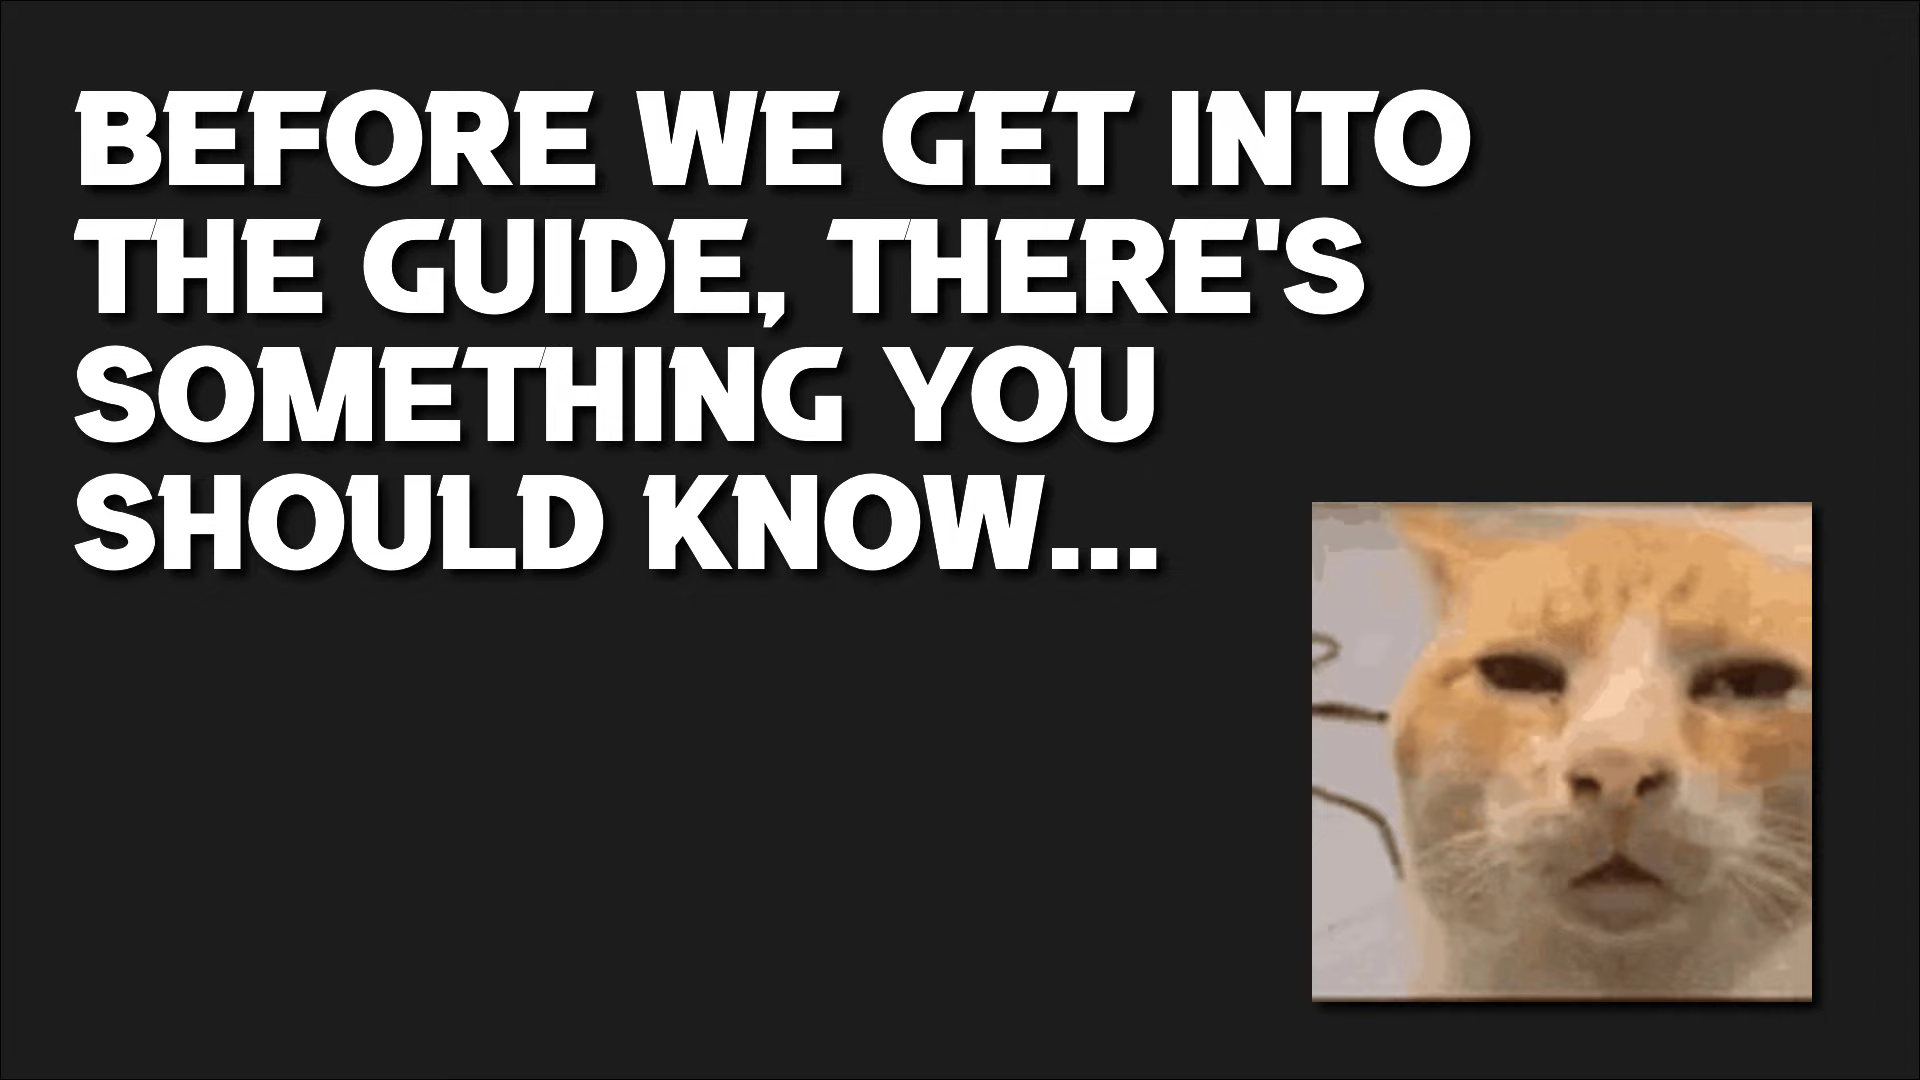 BEFORE WE GET INTO
THE GUIDE, THERE'S
SOMETHING YOU
SHOULD KNOW...